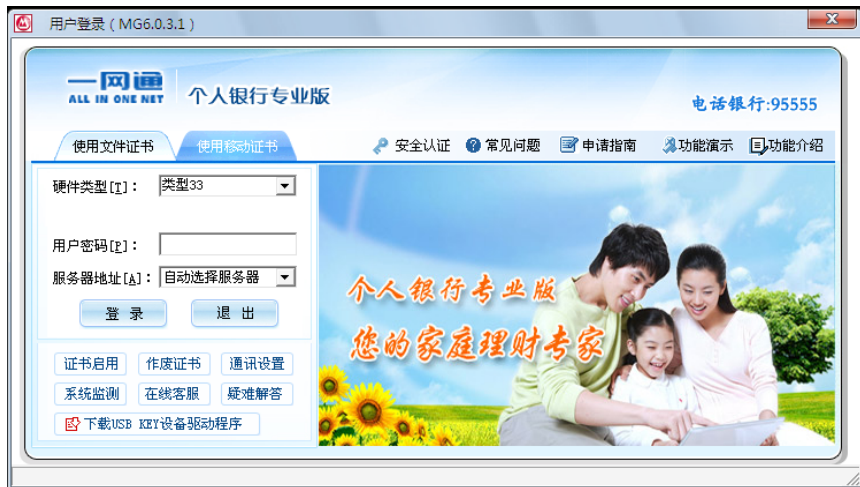 用户登录（MG6.0.3.1）
一网通
ALL IN ONE NET
个人银行专业版
电话银行:95555
使用文件证书 使用移动证书 安全认证 常见问题 申请指南 功能演示 功能介绍
硬件类型[T]： 类型33
用户密码[P]：
服务器地址[A]： 自动选择服务器
登 录 退 出
个人银行专业版
您的家庭理财专家
证书启用 作废证书 通讯设置
系统监测 在线客服 疑难解答
下载USB KEY设备驱动程序